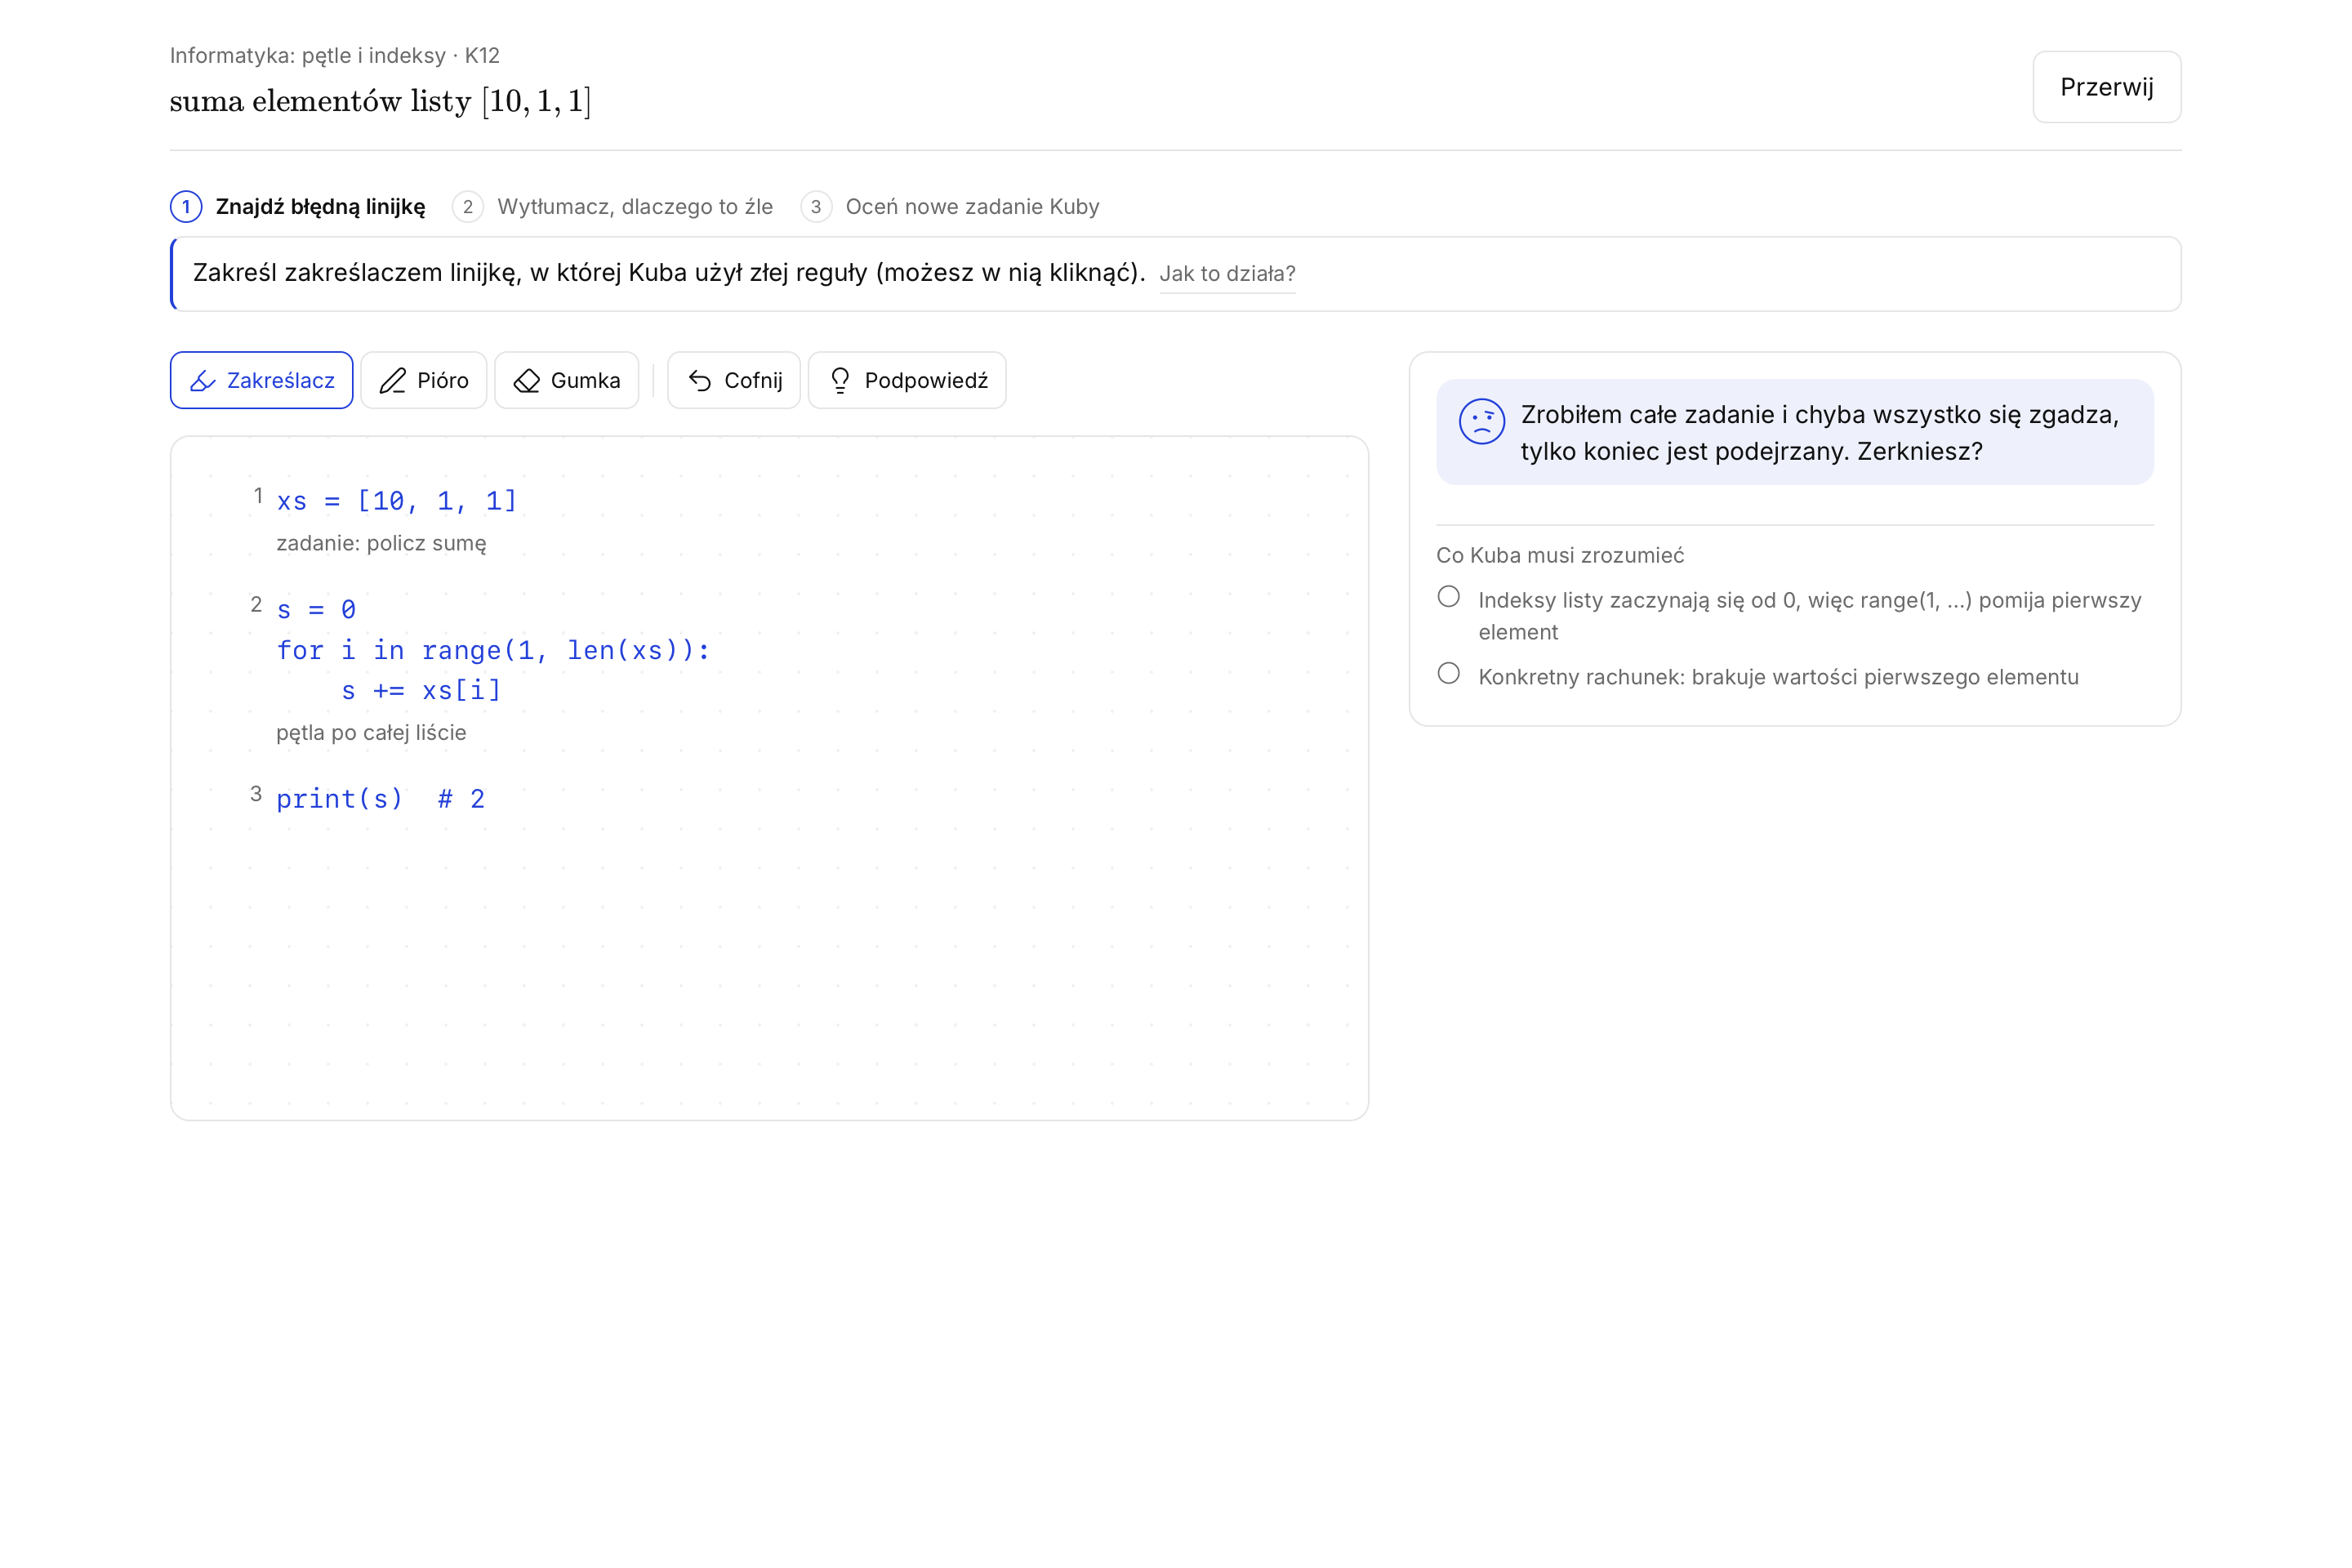 Informatyka: pętle i indeksy · K12
suma elementów listy [10, 1, 1]
Przerwij
1 Znajdź błędną linijkę 2 Wytłumacz, dlaczego to źle 3 Oceń nowe zadanie Kuby
Zakreśl zakreślaczem linijkę, w której Kuba użył złej reguły (możesz w nią kliknąć). Jak to działa?
Zakreślacz Pióro Gumka Cofnij Podpowiedź
1 xs = [10, 1, 1]
zadanie: policz sumę
2 s = 0
for i in range(1, len(xs)):
    s += xs[i]
pętla po całej liście
3 print(s)  # 2
Zrobiłem całe zadanie i chyba wszystko się zgadza,
tylko koniec jest podejrzany. Zerkniesz?
Co Kuba musi zrozumieć
Indeksy listy zaczynają się od 0, więc range(1, ...) pomija pierwszy
element
Konkretny rachunek: brakuje wartości pierwszego elementu